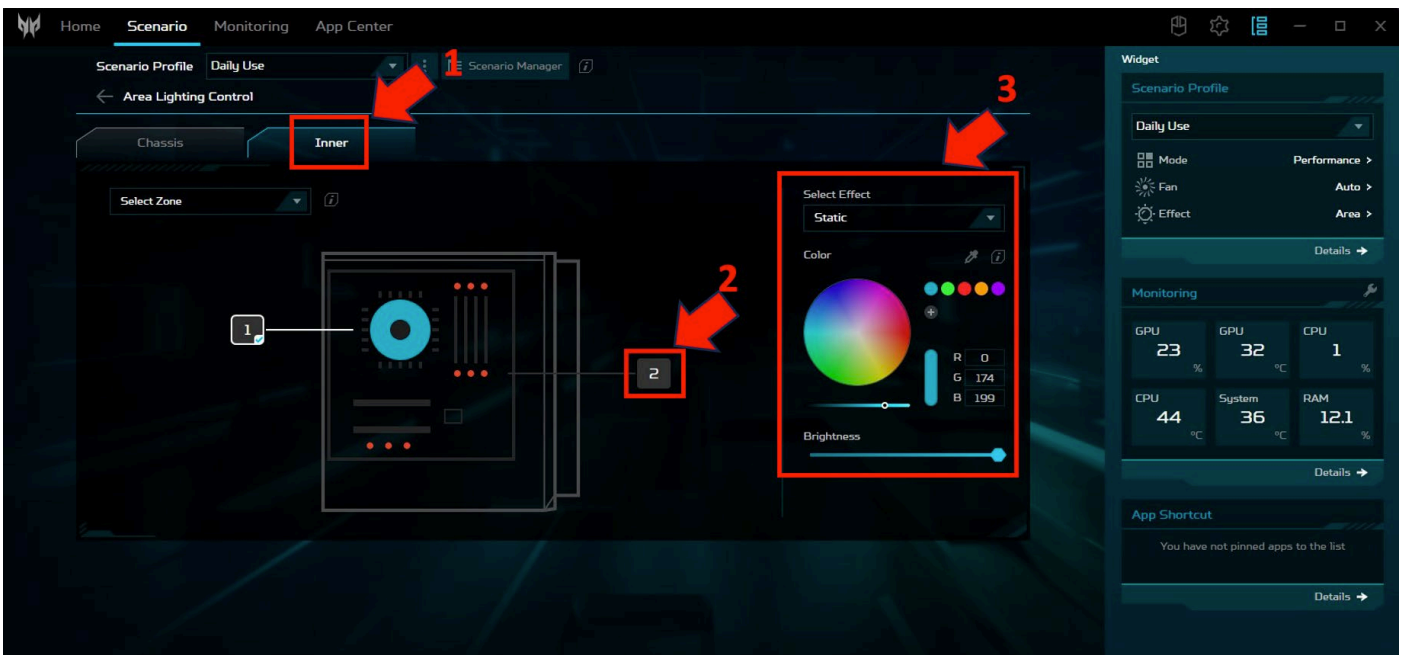 Home Scenario Monitoring App Center
Scenario Profile Daily Use Scenario Manager i
Area Lighting Control
1
3
Chassis Inner
Select Zone i
Select Effect
Static
Color i
2
1
2
R 0
G 174
B 199
Brightness
Widget
Scenario Profile
Daily Use
Mode Performance >
Fan Auto >
Effect Area >
Details →
Monitoring
GPU GPU CPU
23 32 1
% °C %
CPU System RAM
44 36 12.1
°C °C %
Details →
App Shortcut
You have not pinned apps to the list
Details →